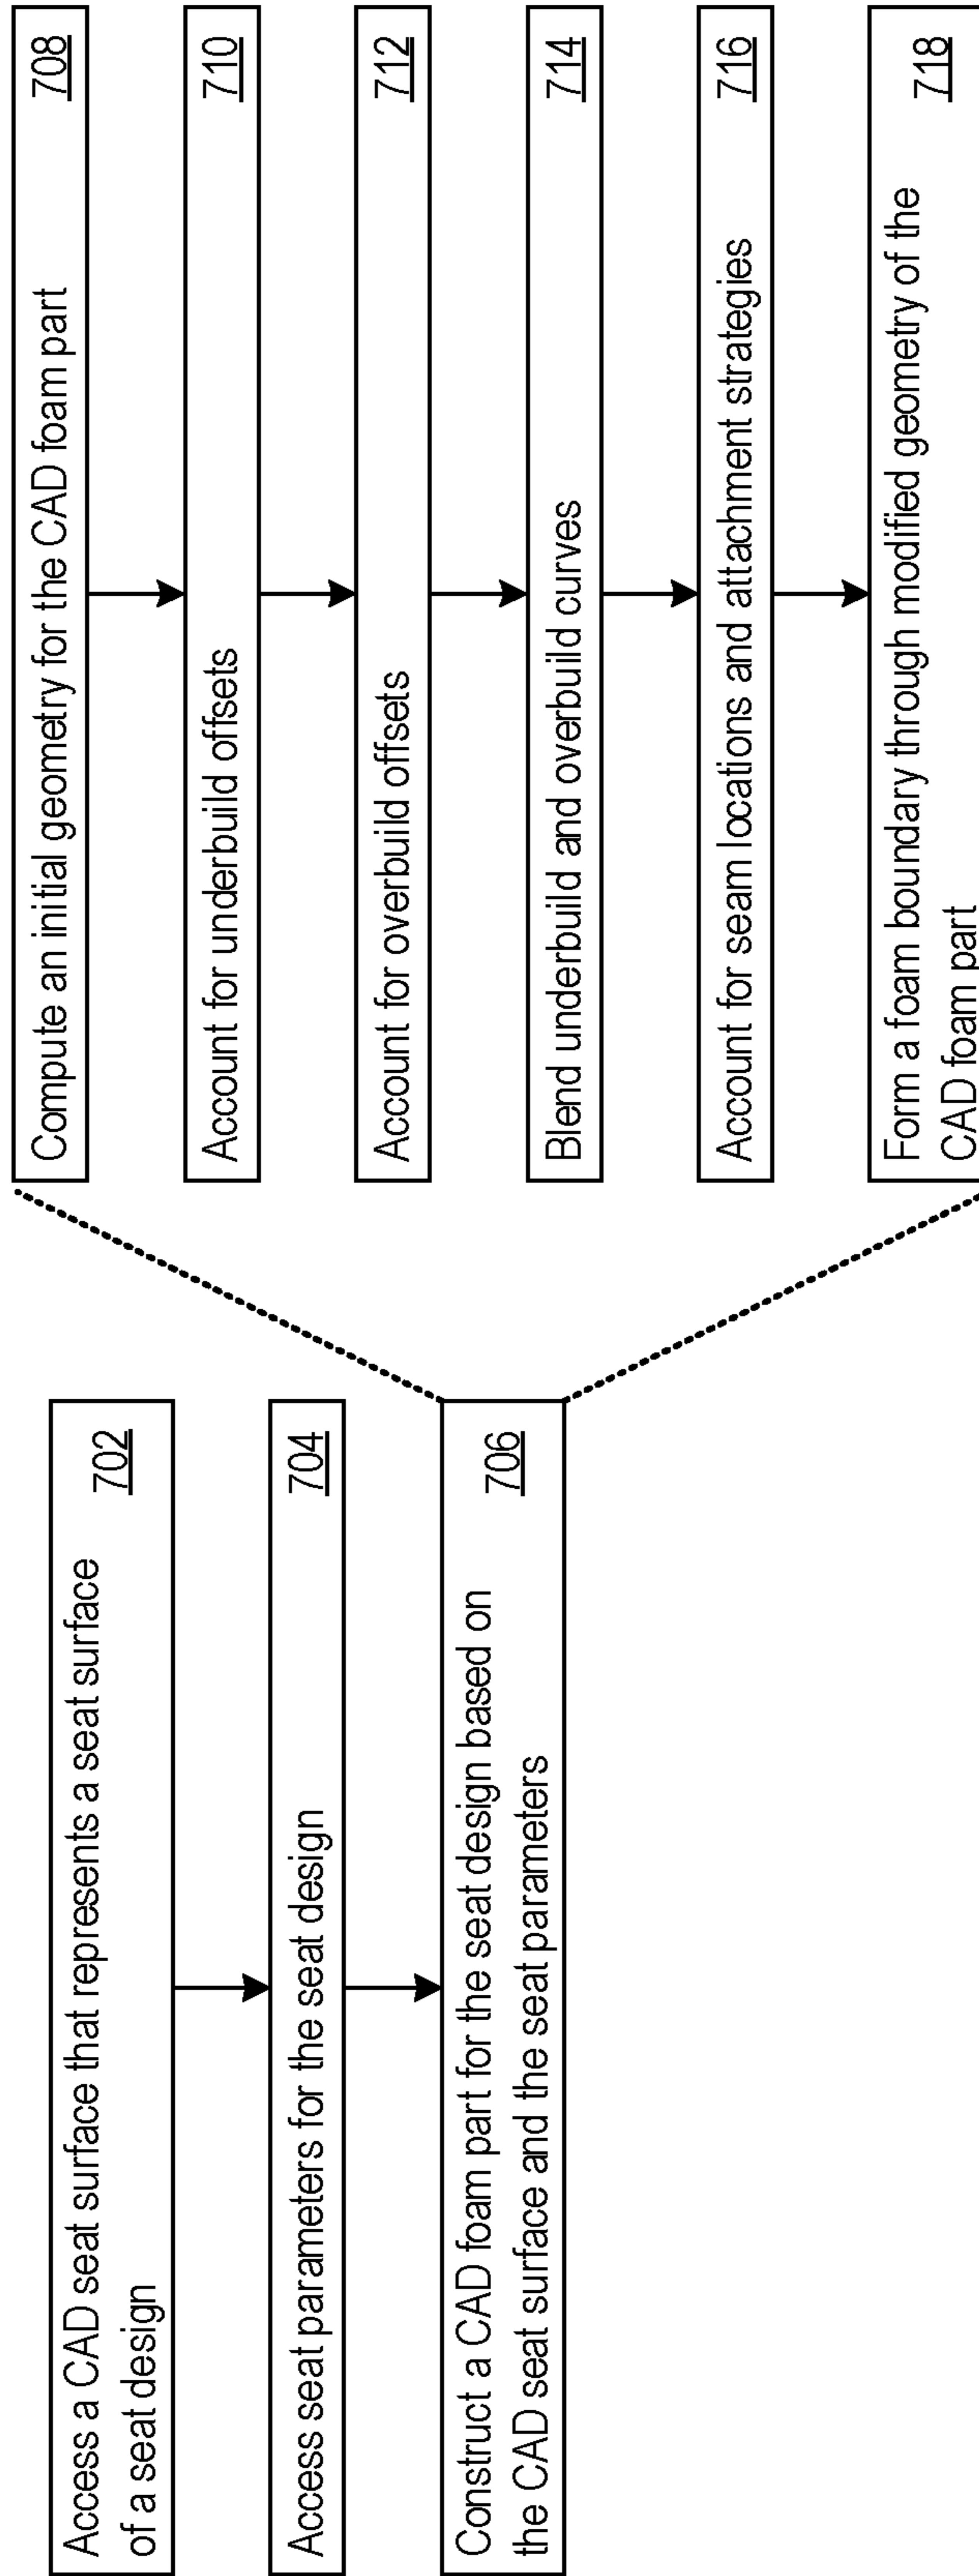 Access a CAD seat surface that represents a seat surface
of a seat design
702
Access seat parameters for the seat design
704
Construct a CAD foam part for the seat design based on
the CAD seat surface and the seat parameters
706
Compute an initial geometry for the CAD foam part
708
Account for underbuild offsets
710
Account for overbuild offsets
712
Blend underbuild and overbuild curves
714
Account for seam locations and attachment strategies
716
Form a foam boundary through modified geometry of the
CAD foam part
718